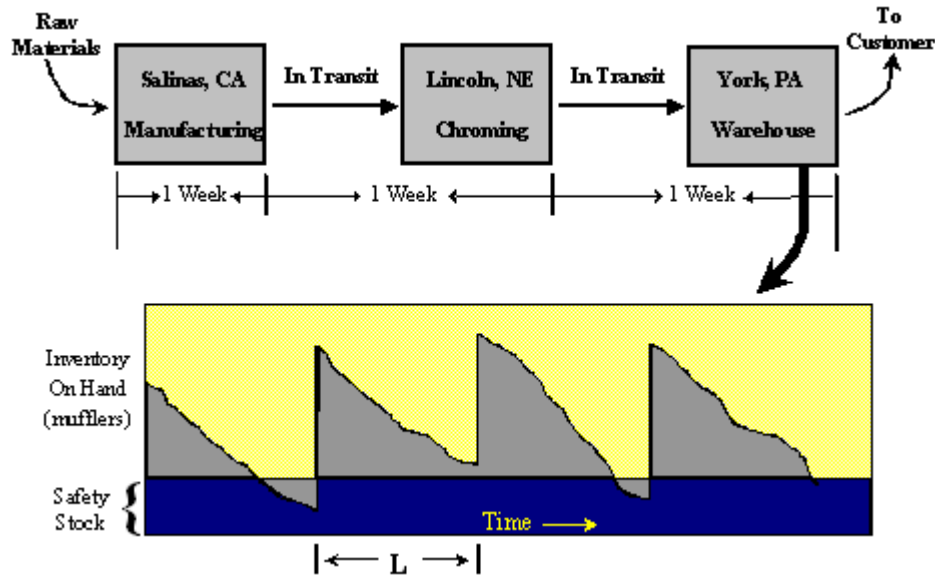 Raw
Materials
To
Customer
Salinas, CA
Manufacturing
In Transit
Lincoln, NE
Chroming
In Transit
York, PA
Warehouse
1 Week
1 Week
1 Week
Inventory
On Hand
(mufflers)
Safety
Stock
Time
L